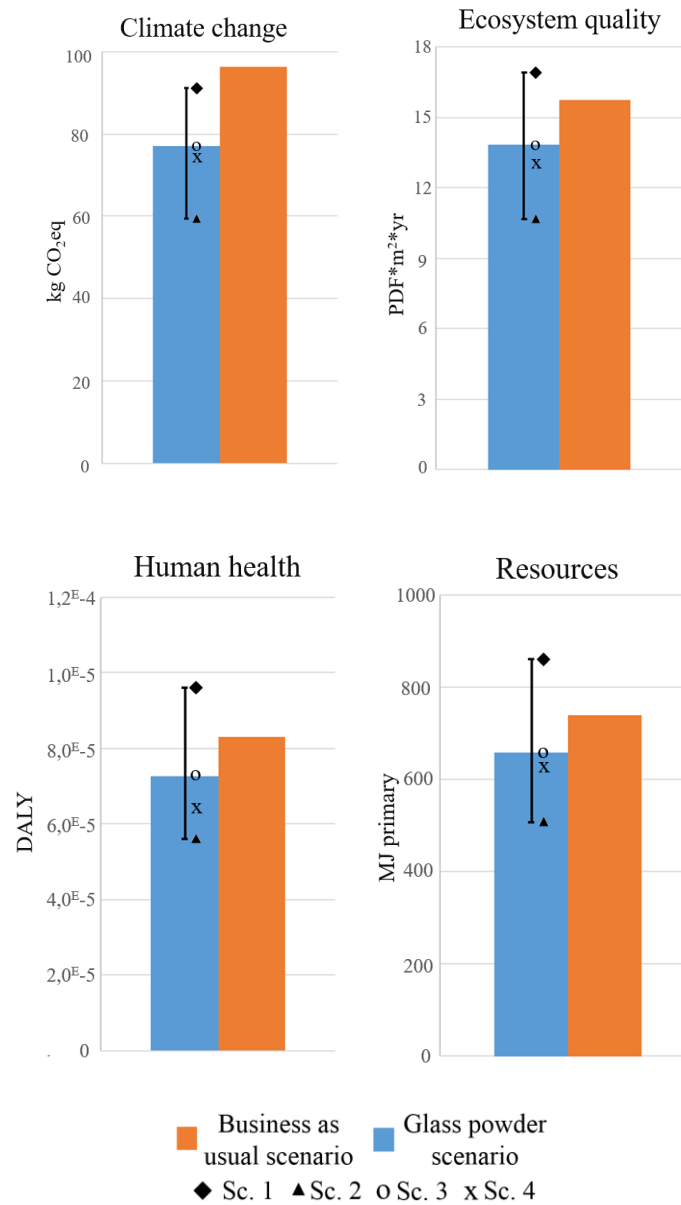 Climate change
100
80
60
40
20
0
kg CO₂eq
Ecosystem quality
18
15
12
9
6
3
0
PDF*m²*yr
Human health
1,2ᴱ-4
1,0ᴱ-5
8,0ᴱ-5
6,0ᴱ-5
4,0ᴱ-5
2,0ᴱ-5
0
DALY
Resources
1000
800
600
400
200
0
MJ primary
Business as
usual scenario
Glass powder
scenario
Sc. 1 Sc. 2 Sc. 3 Sc. 4